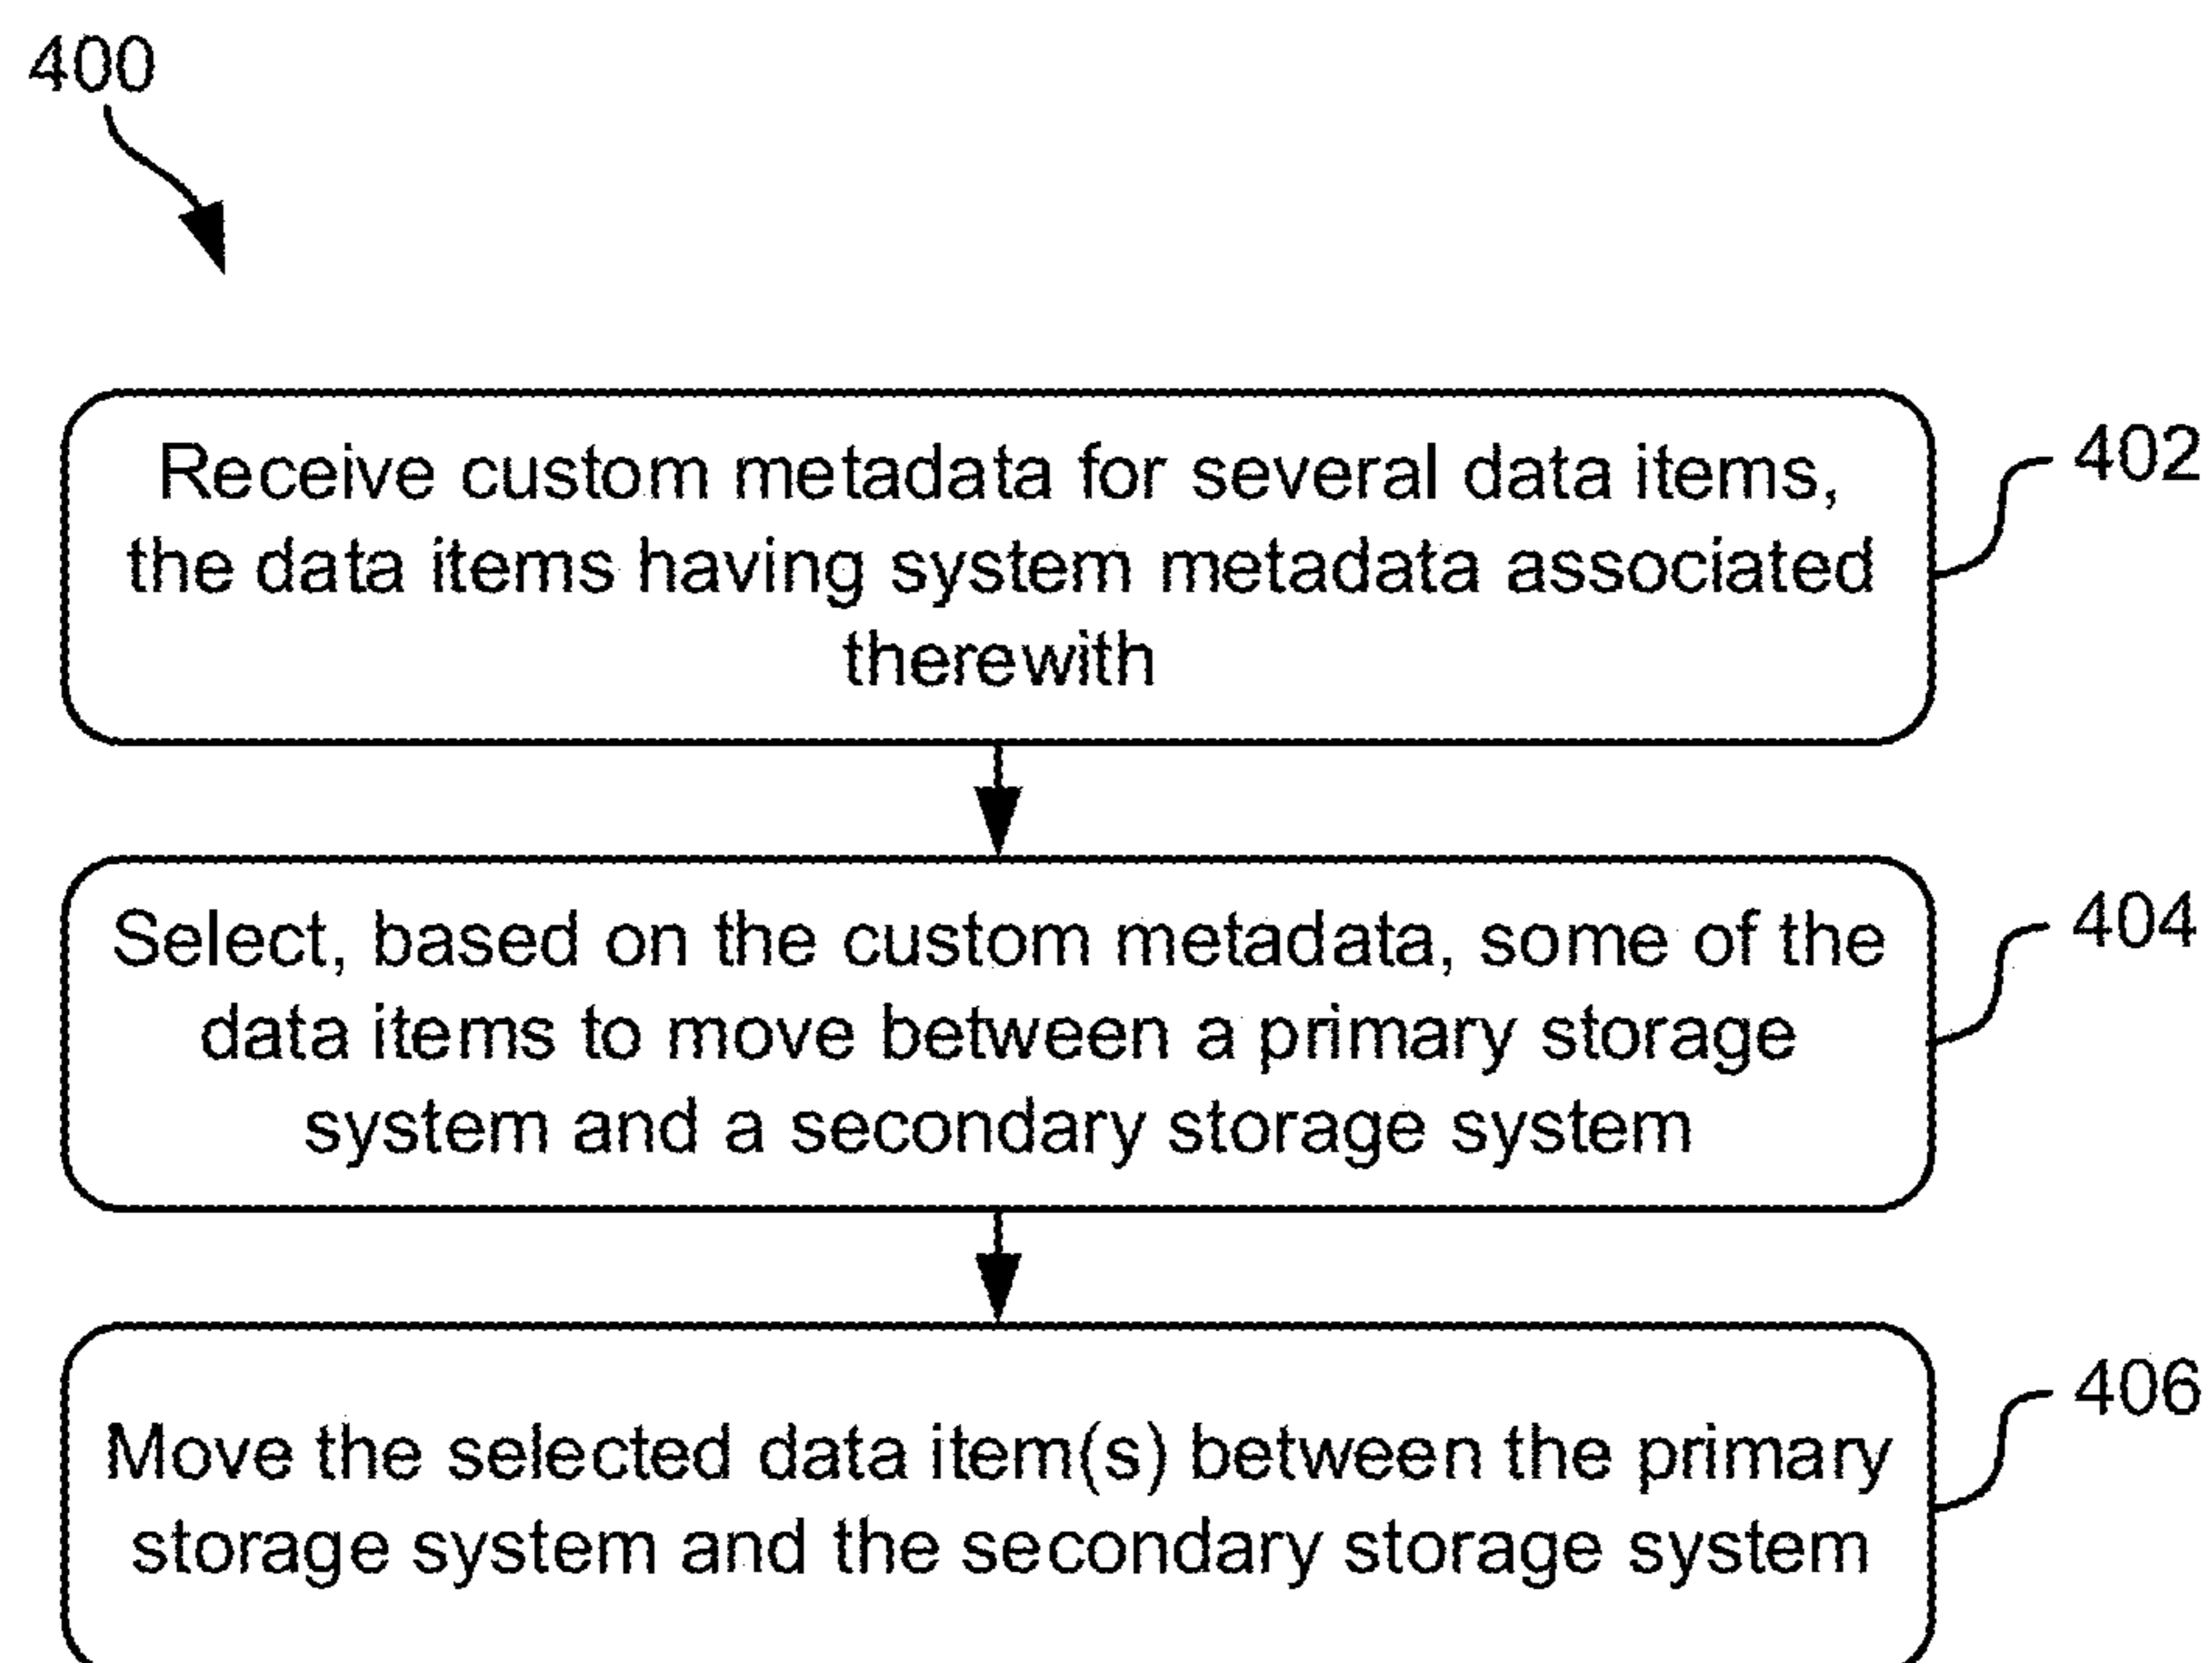 400
Receive custom metadata for several data items,
the data items having system metadata associated
therewith
402
Select, based on the custom metadata, some of the
data items to move between a primary storage
system and a secondary storage system
404
Move the selected data item(s) between the primary
storage system and the secondary storage system
406